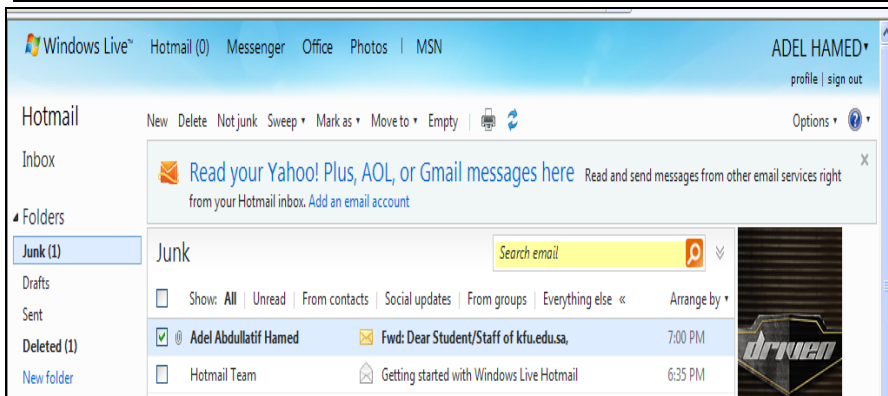 Windows Live™ Hotmail (0) Messenger Office Photos | MSN ADEL HAMED
profile | sign out
Hotmail New Delete Not junk Sweep Mark as Move to Empty | Options
Inbox
Read your Yahoo! Plus, AOL, or Gmail messages here Read and send messages from other email services right
from your Hotmail inbox. Add an email account
Folders
Junk (1) Junk Search email
Drafts Show: All | Unread | From contacts | Social updates | From groups | Everything else « Arrange by
Sent
Deleted (1) Adel Abdullatif Hamed Fwd: Dear Student/Staff of kfu.edu.sa, 7:00 PM
New folder Hotmail Team Getting started with Windows Live Hotmail 6:35 PM
driven